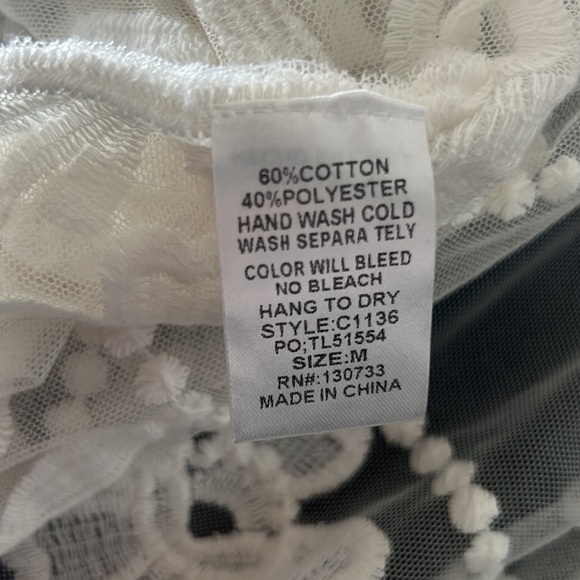 60%COTTON
40%POLYESTER
HAND WASH COLD
WASH SEPARA TELY
COLOR WILL BLEED
NO BLEACH
HANG TO DRY
STYLE:C1136
PO;TL51554
SIZE:M
RN#:130733
MADE IN CHINA